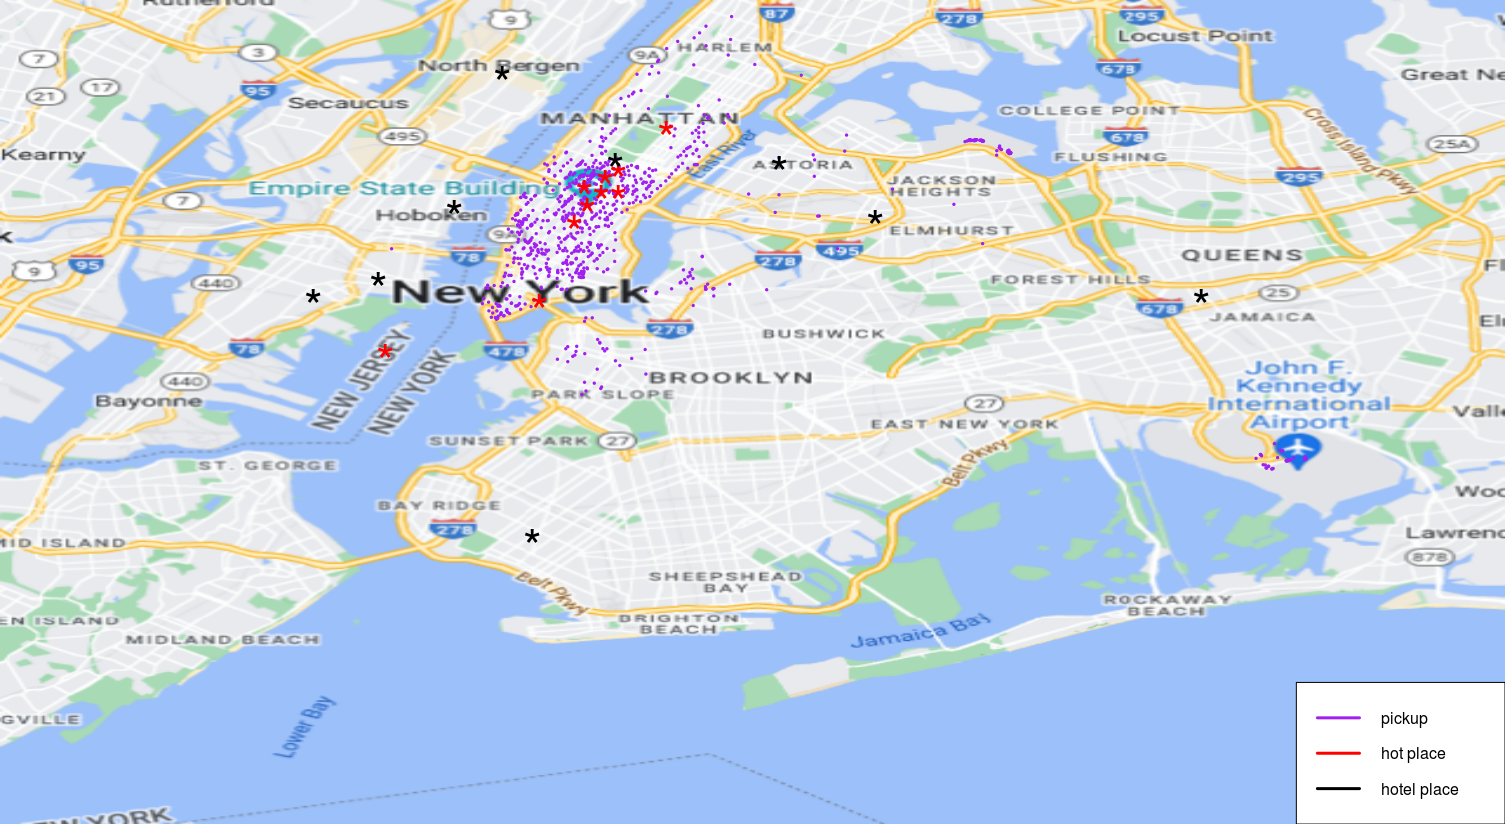 Rutherford
9
87
278
295
Locust Point
HARLEM
9A
7
3
North Bergen
678
Great Ne
95
17
21
Secaucus
COLLEGE POINT
MANHATTAN
Cross Island Pkwy
495
678
25A
Kearny
East River
ASTORIA
FLUSHING
295
JACKSON
HEIGHTS
Empire State Building
7
Hoboken
ELMHURST
9A
k
495
QUEENS
78
278
95
9
440
FOREST HILLS
Fl
New York
25
678
JAMAICA
Ele
278
BUSHWICK
78
478
NEW JERSEY
NEW YORK
John F.
Kennedy
International
Airport
BROOKLYN
440
PARK SLOPE
Bayonne
27
Valle
EAST NEW YORK
SUNSET PARK
27
Belt Pkwy
ST. GEORGE
Woo
BAY RIDGE
278
Lawrenc
MID ISLAND
878
SHEEPSHEAD
BAY
Belt Pkwy
ROCKAWAY
BEACH
EN ISLAND
BRIGHTON
BEACH
Jamaica Bay
MIDLAND BEACH
GVILLE
Lower Bay
pickup
hot place
hotel place
EW YORK